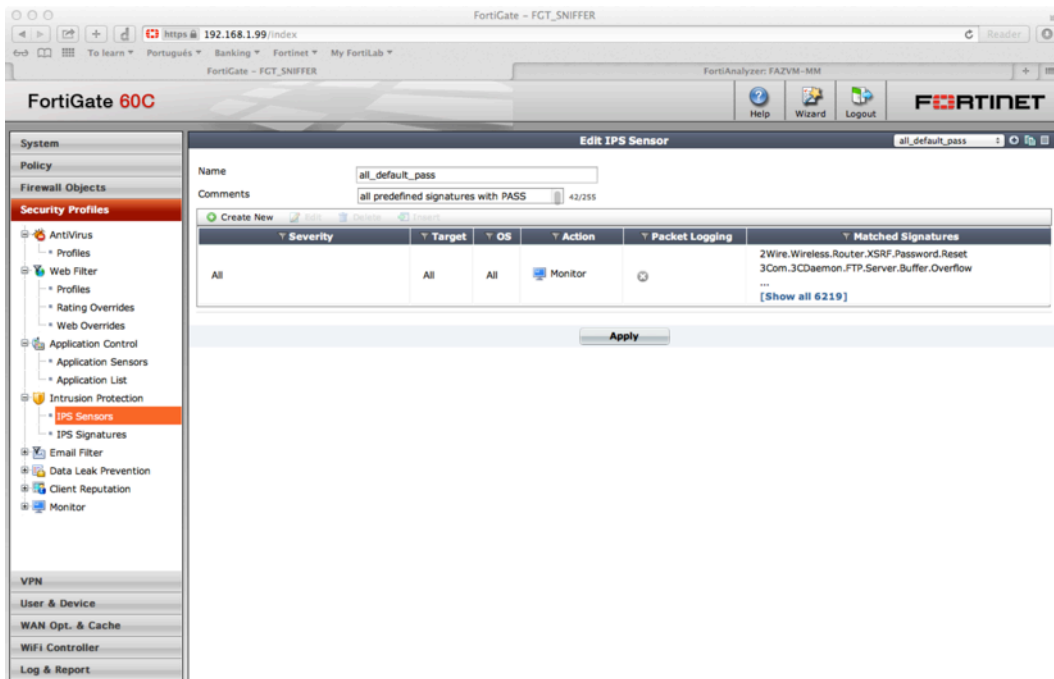 FortiGate – FGT_SNIFFER
https 192.168.1.99/index
Reader
To learn Português Banking Fortinet My FortiLab
FortiGate – FGT_SNIFFER
FortiAnalyzer: FAZVM-MM
FortiGate 60C
Help
Wizard
Logout
FORTINET
System
Policy
Firewall Objects
Security Profiles
AntiVirus
Profiles
Web Filter
Profiles
Rating Overrides
Web Overrides
Application Control
Application Sensors
Application List
Intrusion Protection
IPS Sensors
IPS Signatures
Email Filter
Data Leak Prevention
Client Reputation
Monitor
VPN
User & Device
WAN Opt. & Cache
WiFi Controller
Log & Report
Edit IPS Sensor
all_default_pass
Name
all_default_pass
Comments
all predefined signatures with PASS
42/255
Create New Edit Delete Insert
Severity Target OS Action Packet Logging Matched Signatures
All All All Monitor
2Wire.Wireless.Router.XSRF.Password.Reset
3Com.3CDaemon.FTP.Server.Buffer.Overflow
...
[Show all 6219]
Apply